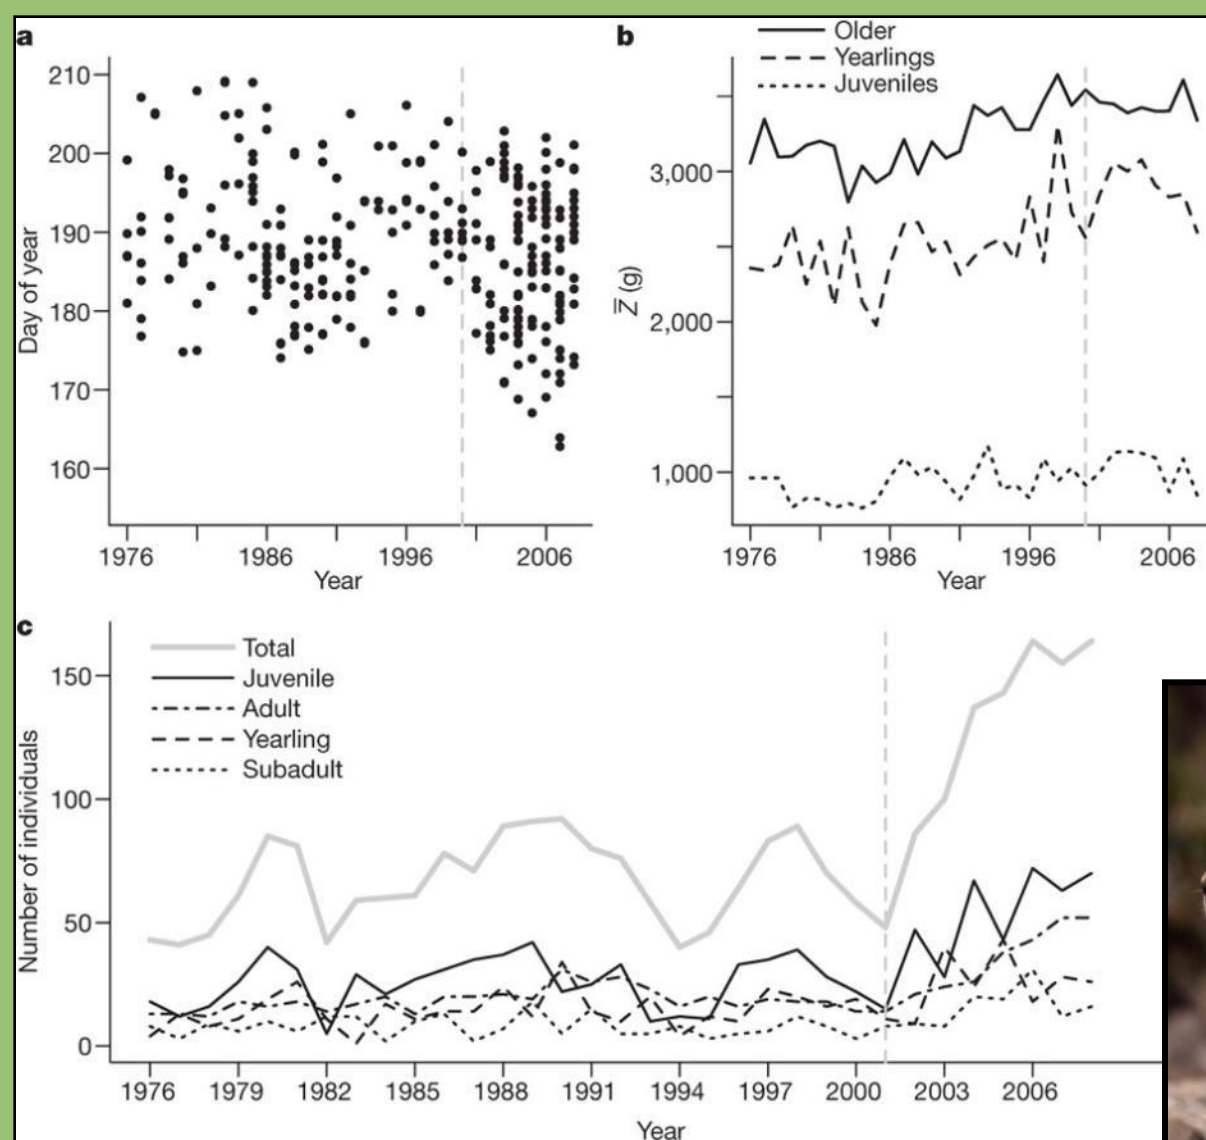 a
210
200
190
180
170
160
Day of year
1976 1986 1996 2006
Year
b
Older
Yearlings
Juveniles
3,000
2,000
1,000
Z̅ (g)
1976 1986 1996 2006
Year
c
Total
Juvenile
Adult
Yearling
Subadult
150
100
50
0
Number of individuals
1976 1979 1982 1985 1988 1991 1994 1997 2000 2003 2006
Year